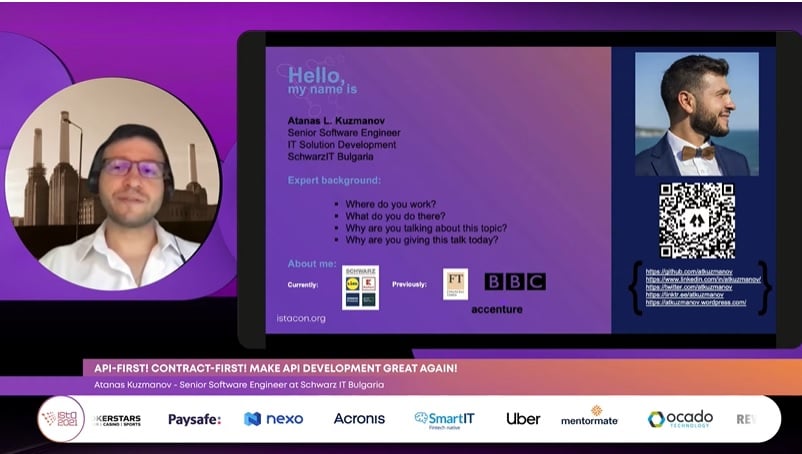 Hello,
my name is
Atanas L. Kuzmanov
Senior Software Engineer
IT Solution Development
SchwarzIT Bulgaria
Expert background:
Where do you work?
What do you do there?
Why are you talking about this topic?
Why are you giving this talk today?
About me:
Currently:
SCHWARZ
Previously:
FT
BBC
accenture
istacon.org
https://github.com/atkuzmanov
https://www.linkedin.com/in/atkuzmanov/
https://twitter.com/atkuzmanov
https://linktr.ee/atkuzmanov
https://atkuzmanov.wordpress.com/
API-FIRST! CONTRACT-FIRST! MAKE API DEVELOPMENT GREAT AGAIN!
Atanas Kuzmanov - Senior Software Engineer at Schwarz IT Bulgaria
ista
2021
KERSTARS
CASINO | SPORTS
Paysafe:
nexo
ACRONIS
SmartIT
Fintech native
Uber
mentormate
ocado
TECHNOLOGY
RE